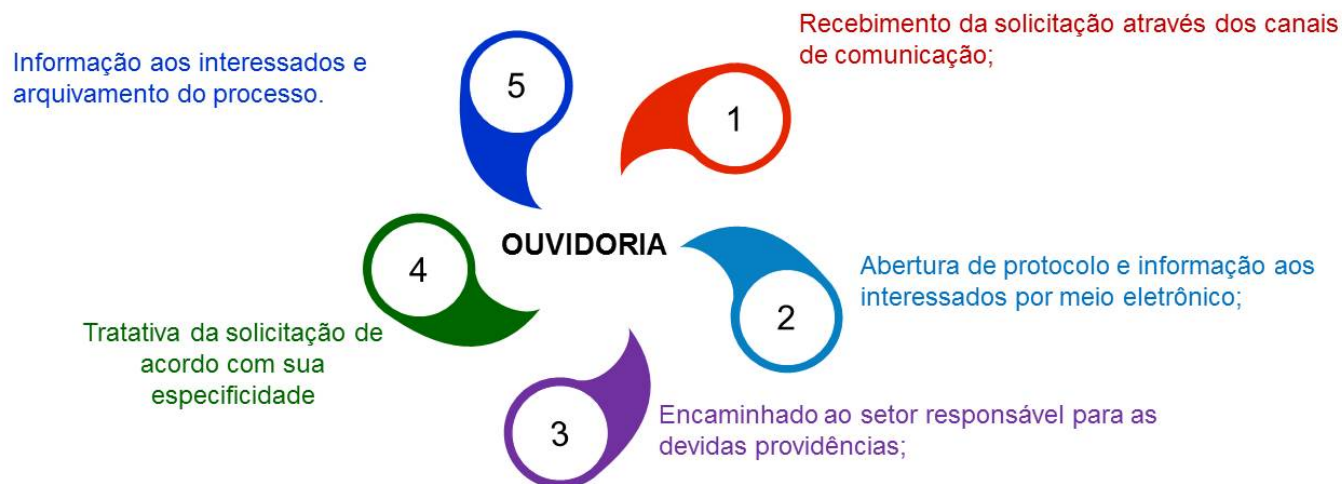 OUVIDORIA
1
Recebimento da solicitação através dos canais
de comunicação;
2
Abertura de protocolo e informação aos
interessados por meio eletrônico;
3
Encaminhado ao setor responsável para as
devidas providências;
4
Tratativa da solicitação de
acordo com sua
especificidade
5
Informação aos interessados e
arquivamento do processo.